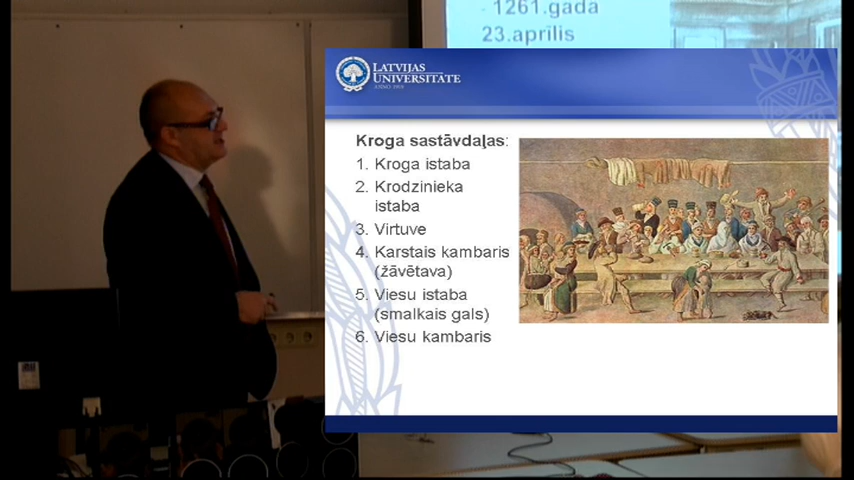 1261.gada
23.aprīlis
LATVIJAS
UNIVERSITĀTE
ANNO 1919
Kroga sastāvdaļas:
1. Kroga istaba
2. Krodzinieka
istaba
3. Virtuve
4. Karstais kambaris
(žāvētava)
5. Viesu istaba
(smalkais gals)
6. Viesu kambaris